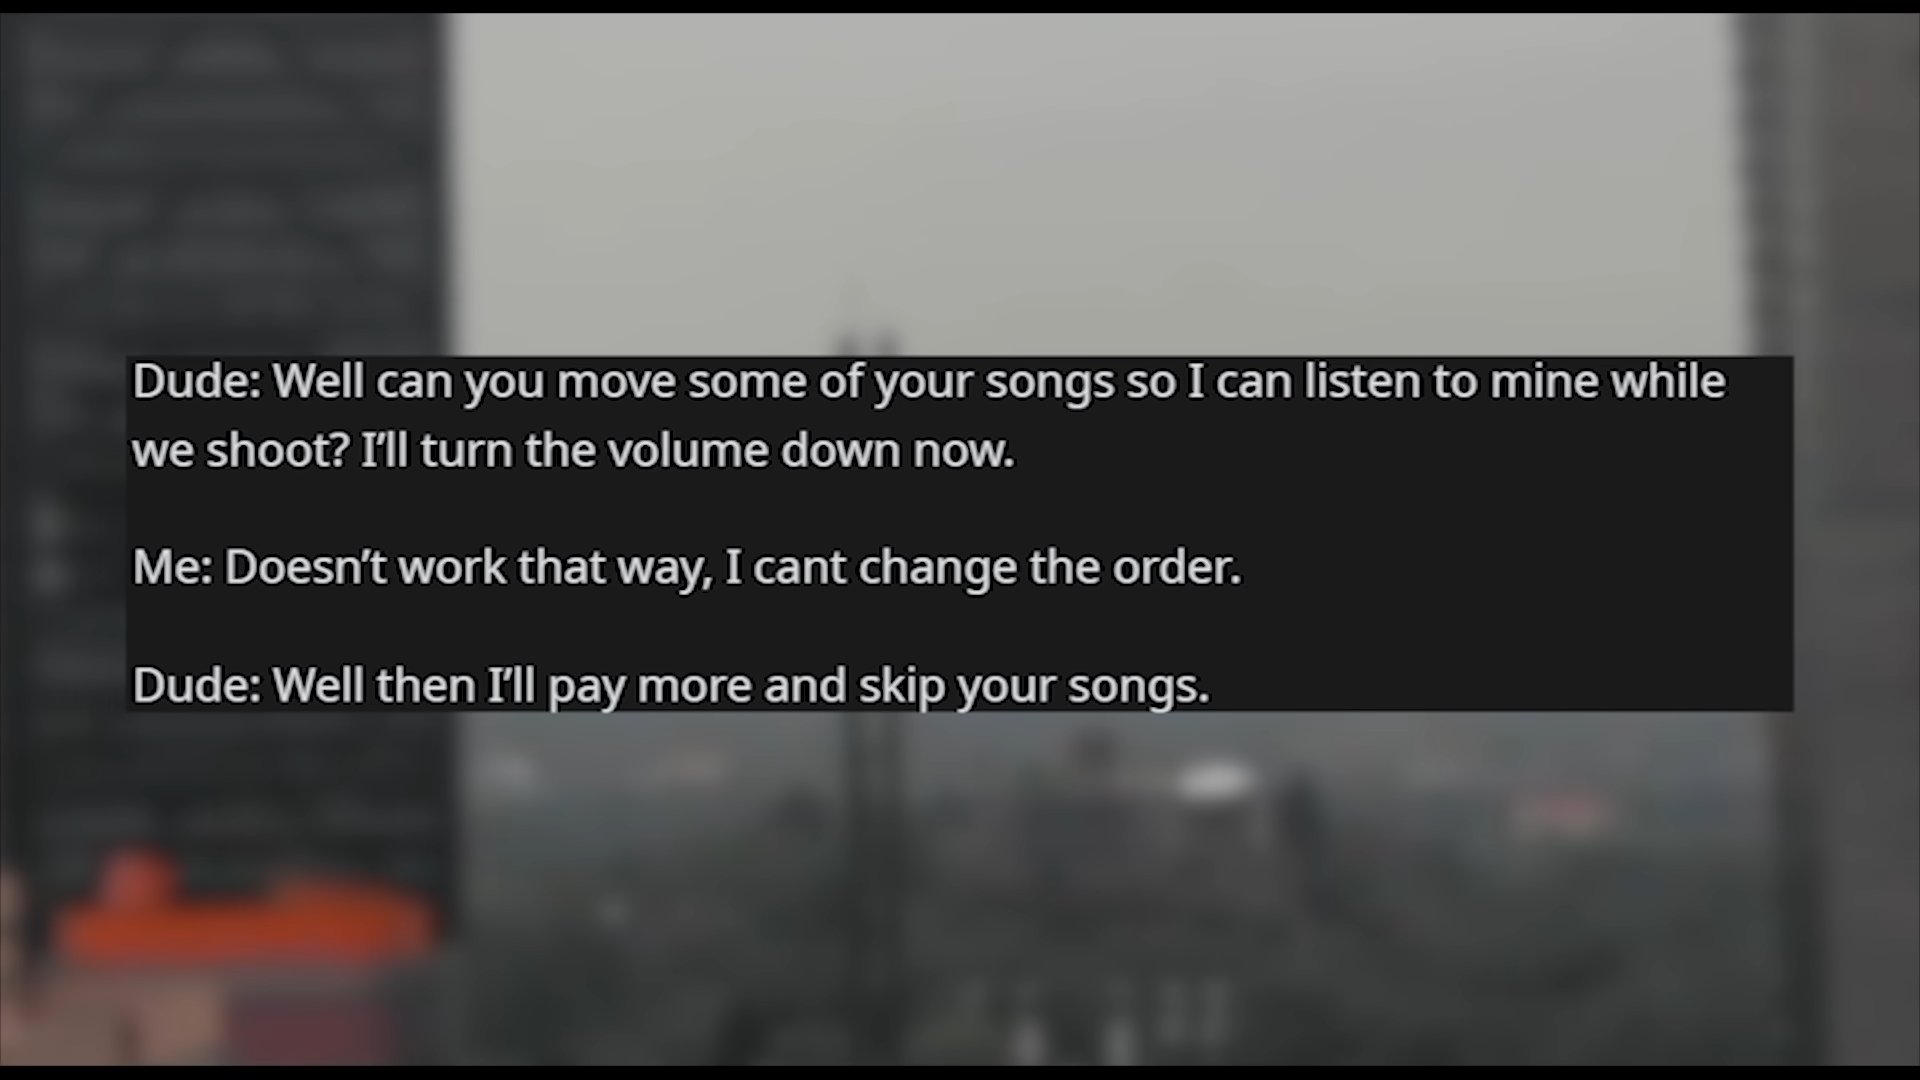 Dude: Well can you move some of your songs so I can listen to mine while
we shoot? I’ll turn the volume down now.
Me: Doesn’t work that way, I cant change the order.
Dude: Well then I’ll pay more and skip your songs.